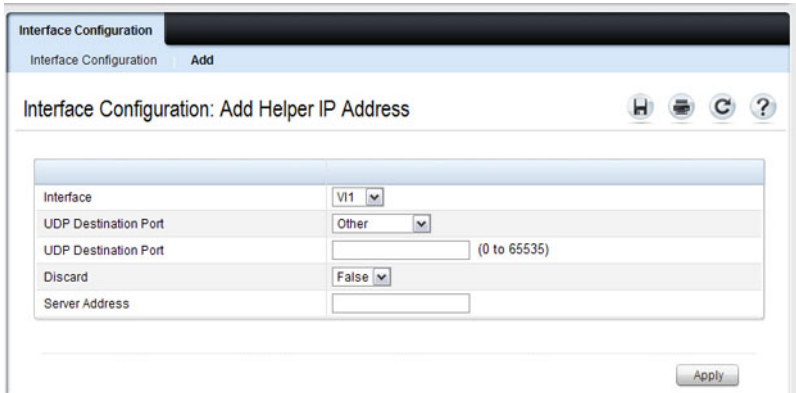 Interface Configuration
Interface Configuration Add
Interface Configuration: Add Helper IP Address
Interface VI1
UDP Destination Port Other
UDP Destination Port (0 to 65535)
Discard False
Server Address
Apply